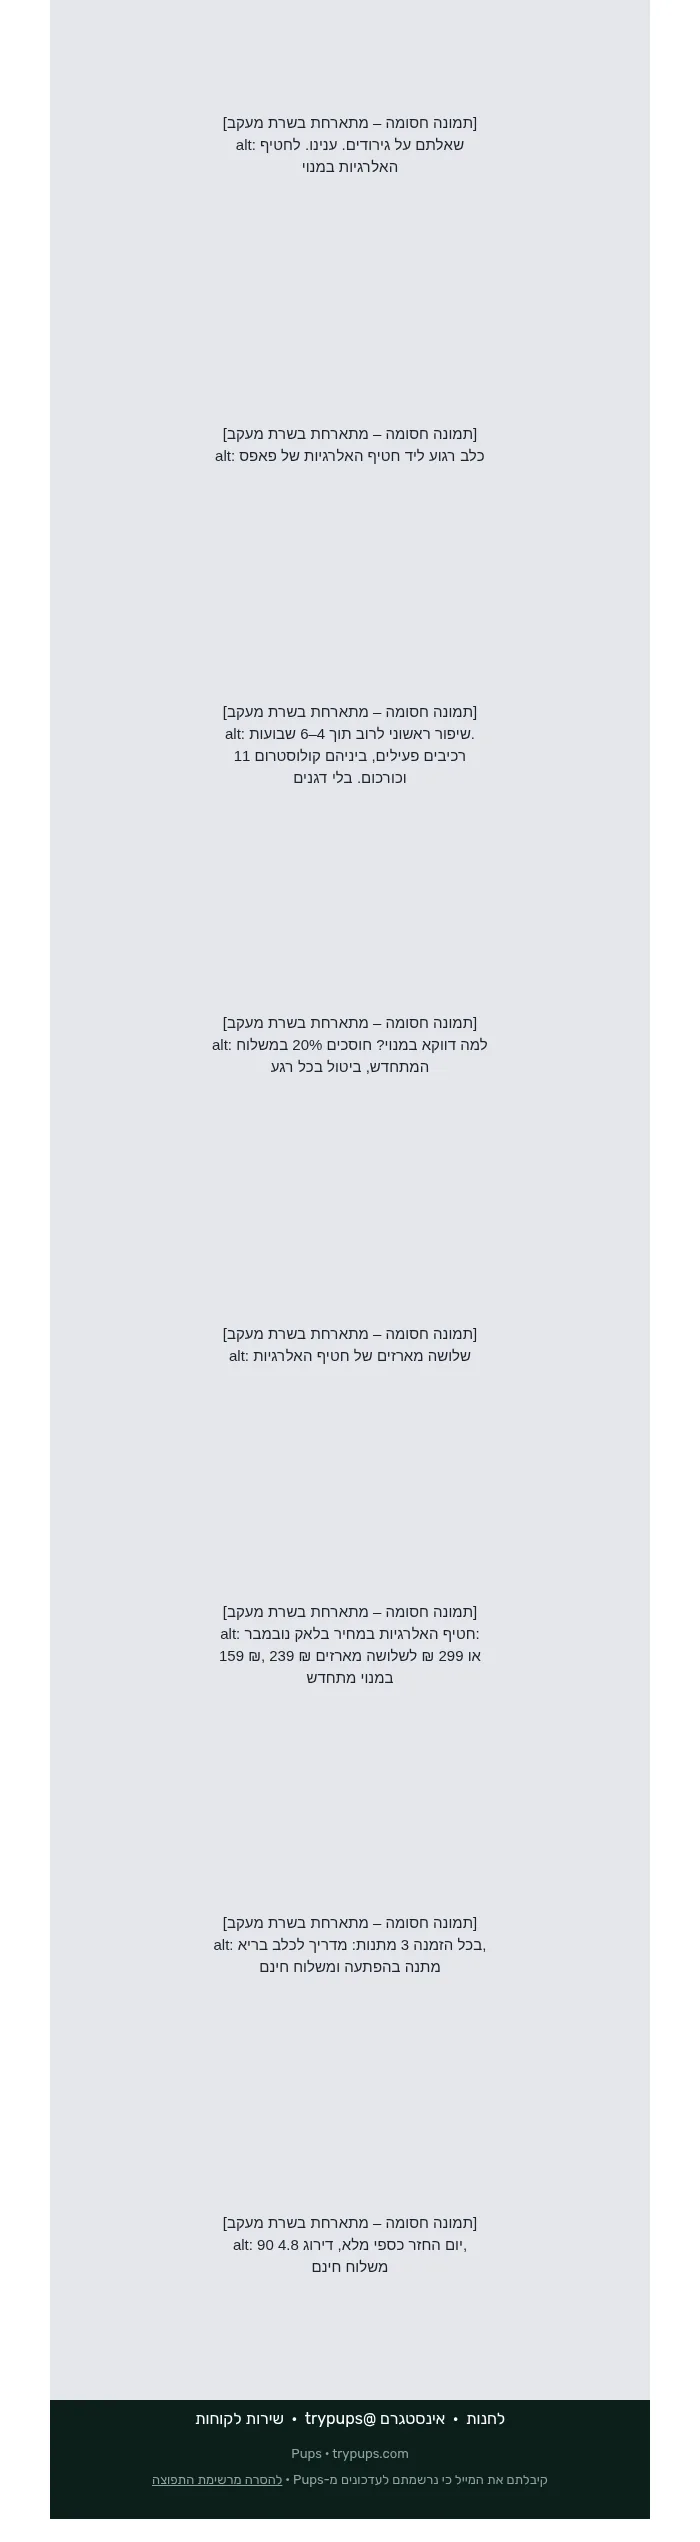 [תמונה חסומה – מתארחת בשרת מעקב]
alt: שאלתם על גירודים. ענינו. לחטיף
האלרגיות במנוי
[תמונה חסומה – מתארחת בשרת מעקב]
alt: כלב רגוע ליד חטיף האלרגיות של פאפס
[תמונה חסומה – מתארחת בשרת מעקב]
alt: שיפור ראשוני לרוב תוך 4–6 שבועות.
11 רכיבים פעילים, ביניהם קולוסטרום
וכורכום. בלי דגנים
[תמונה חסומה – מתארחת בשרת מעקב]
alt: למה דווקא במנוי? חוסכים 20% במשלוח
המתחדש, ביטול בכל רגע
[תמונה חסומה – מתארחת בשרת מעקב]
alt: שלושה מארזים של חטיף האלרגיות
[תמונה חסומה – מתארחת בשרת מעקב]
alt: חטיף האלרגיות במחיר בלאק נובמבר:
159 ₪, או 299 ₪ לשלושה מארזים 239 ₪
במנוי מתחדש
[תמונה חסומה – מתארחת בשרת מעקב]
alt: בכל הזמנה 3 מתנות: מדריך לכלב בריא,
מתנה בהפתעה ומשלוח חינם
[תמונה חסומה – מתארחת בשרת מעקב]
alt: 90 יום החזר כספי מלא, דירוג 4.8,
משלוח חינם
לחנות • אינסטגרם @trypups • שירות לקוחות
Pups • trypups.com
קיבלתם את המייל כי נרשמתם לעדכונים מ-Pups • להסרה מרשימת התפוצה